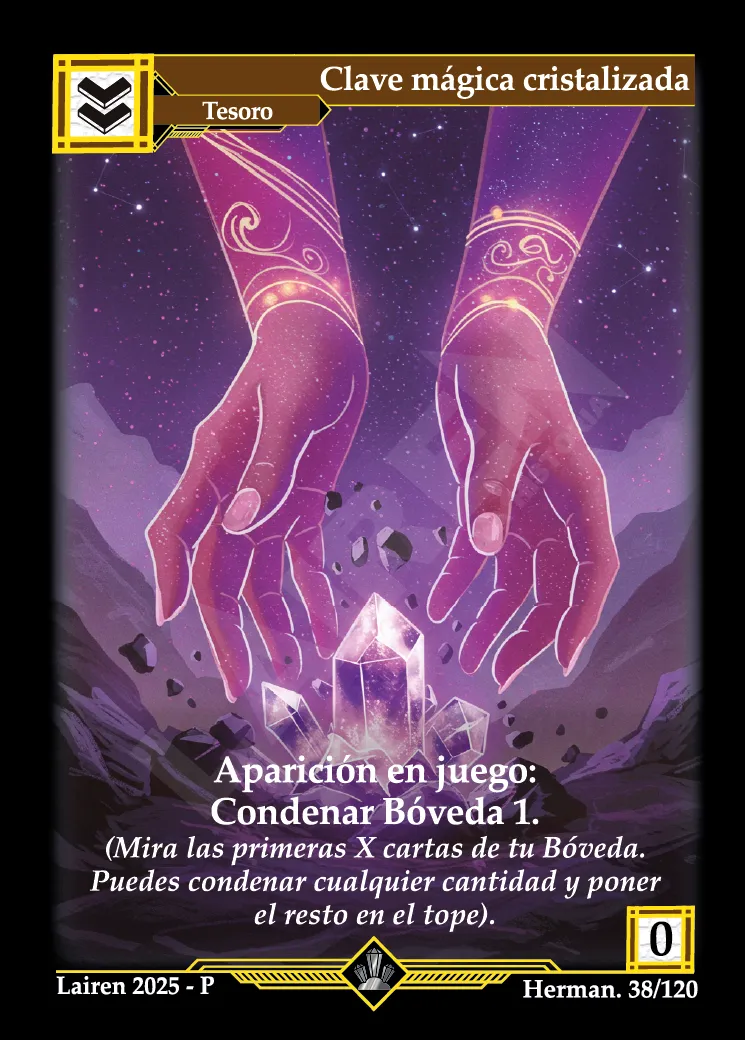 Clave mágica cristalizada
Tesoro
Aparición en juego:
Condenar Bóveda 1.
(Mira las primeras X cartas de tu Bóveda.
Puedes condenar cualquier cantidad y poner
el resto en el tope).
0
Lairen 2025 - P
Herman. 38/120